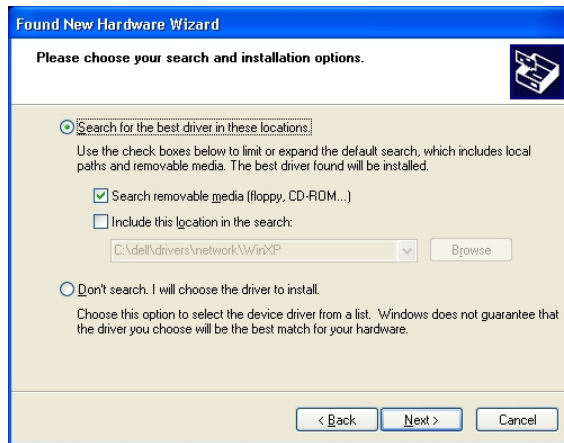 Found New Hardware Wizard
Please choose your search and installation options.
Search for the best driver in these locations.
Use the check boxes below to limit or expand the default search, which includes local
paths and removable media. The best driver found will be installed.
Search removable media (floppy, CD-ROM...)
Include this location in the search:
C:\dell\drivers\network\WinXP
Browse
Don't search. I will choose the driver to install.
Choose this option to select the device driver from a list. Windows does not guarantee that
the driver you choose will be the best match for your hardware.
< Back
Next >
Cancel